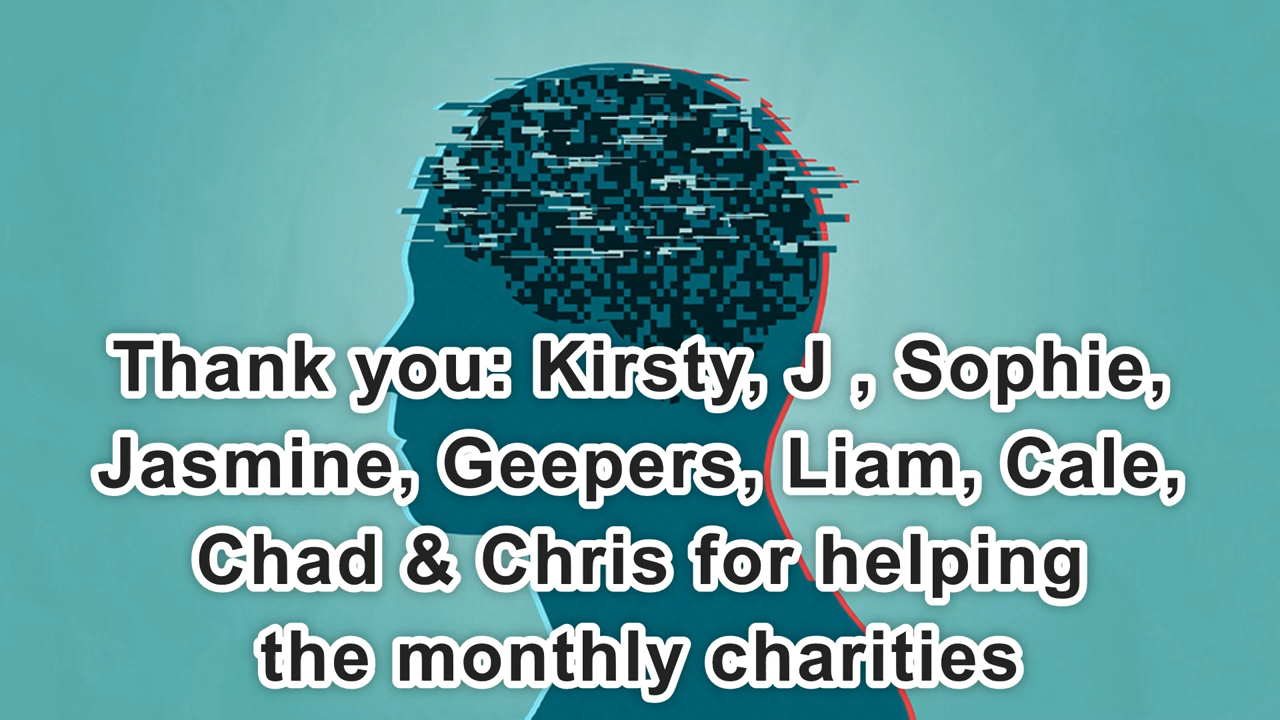 Thank you: Kirsty, J , Sophie,
Jasmine, Geepers, Liam, Cale,
Chad & Chris for helping
the monthly charities